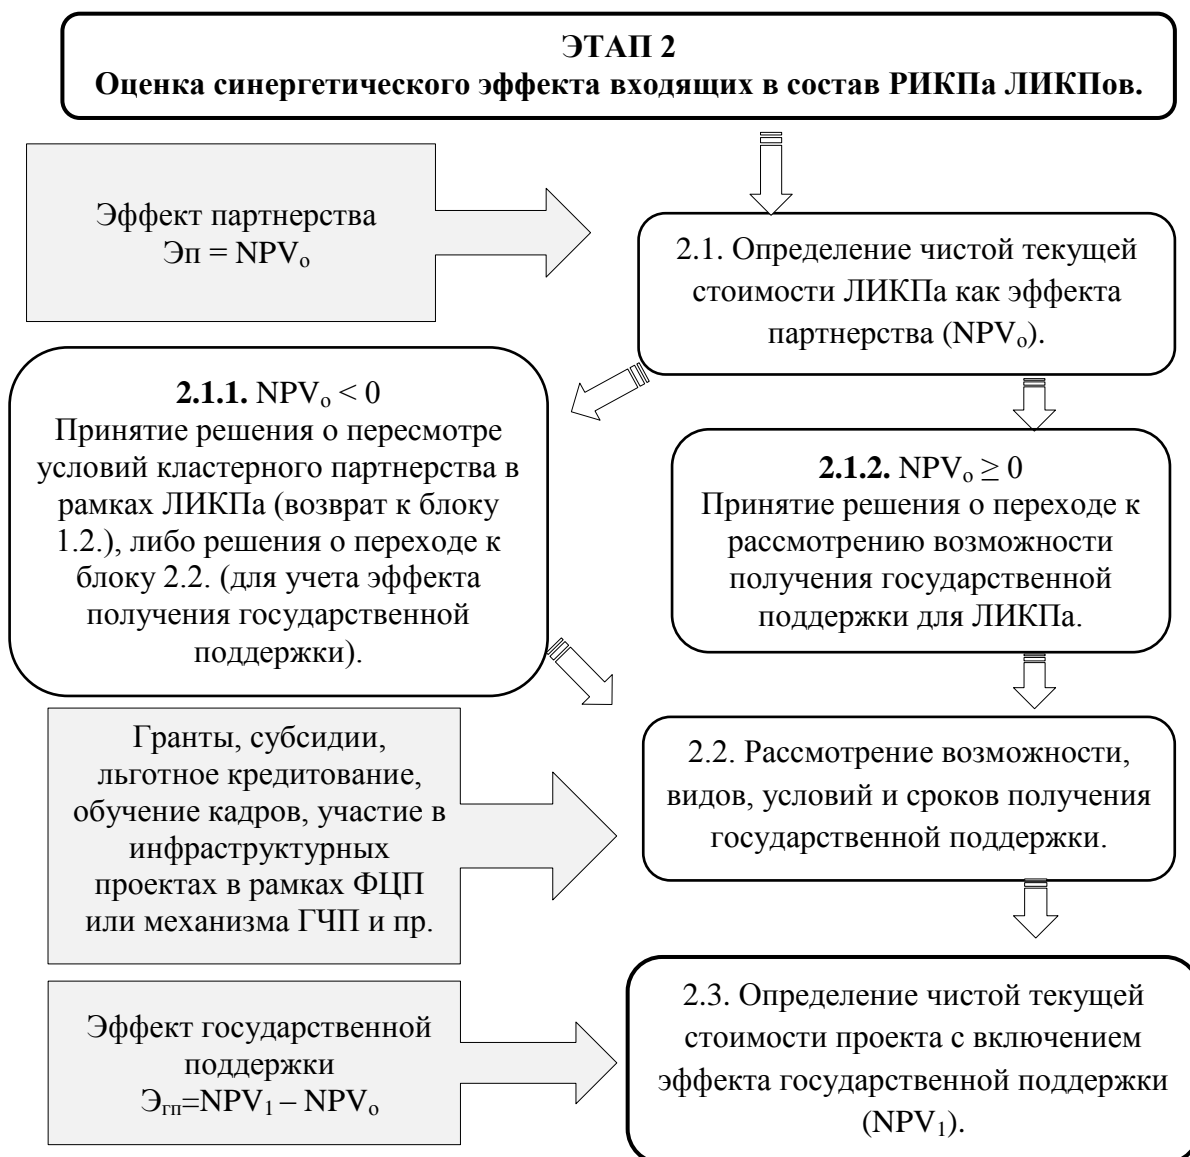 ЭТАП 2
Оценка синергетического эффекта входящих в состав РИКПа ЛИКПов.
Эффект партнерства
Эп = NPVₒ
2.1. Определение чистой текущей
стоимости ЛИКПа как эффекта
партнерства (NPVₒ).
2.1.1. NPVₒ < 0
Принятие решения о пересмотре
условий кластерного партнерства в
рамках ЛИКПа (возврат к блоку
1.2.), либо решения о переходе к
блоку 2.2. (для учета эффекта
получения государственной
поддержки).
2.1.2. NPVₒ ≥ 0
Принятие решения о переходе к
рассмотрению возможности
получения государственной
поддержки для ЛИКПа.
Гранты, субсидии,
льготное кредитование,
обучение кадров, участие в
инфраструктурных
проектах в рамках ФЦП
или механизма ГЧП и пр.
2.2. Рассмотрение возможности,
видов, условий и сроков получения
государственной поддержки.
Эффект государственной
поддержки
Эгп=NPV₁ – NPVₒ
2.3. Определение чистой текущей
стоимости проекта с включением
эффекта государственной поддержки
(NPV₁).